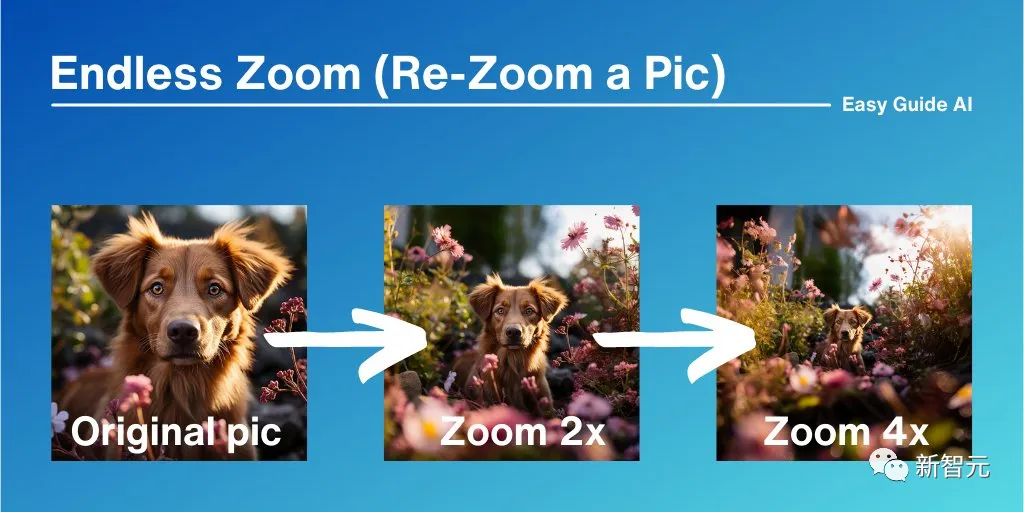 Endless Zoom (Re-Zoom a Pic)
Easy Guide AI
Original pic
Zoom 2x
Zoom 4x
新智元